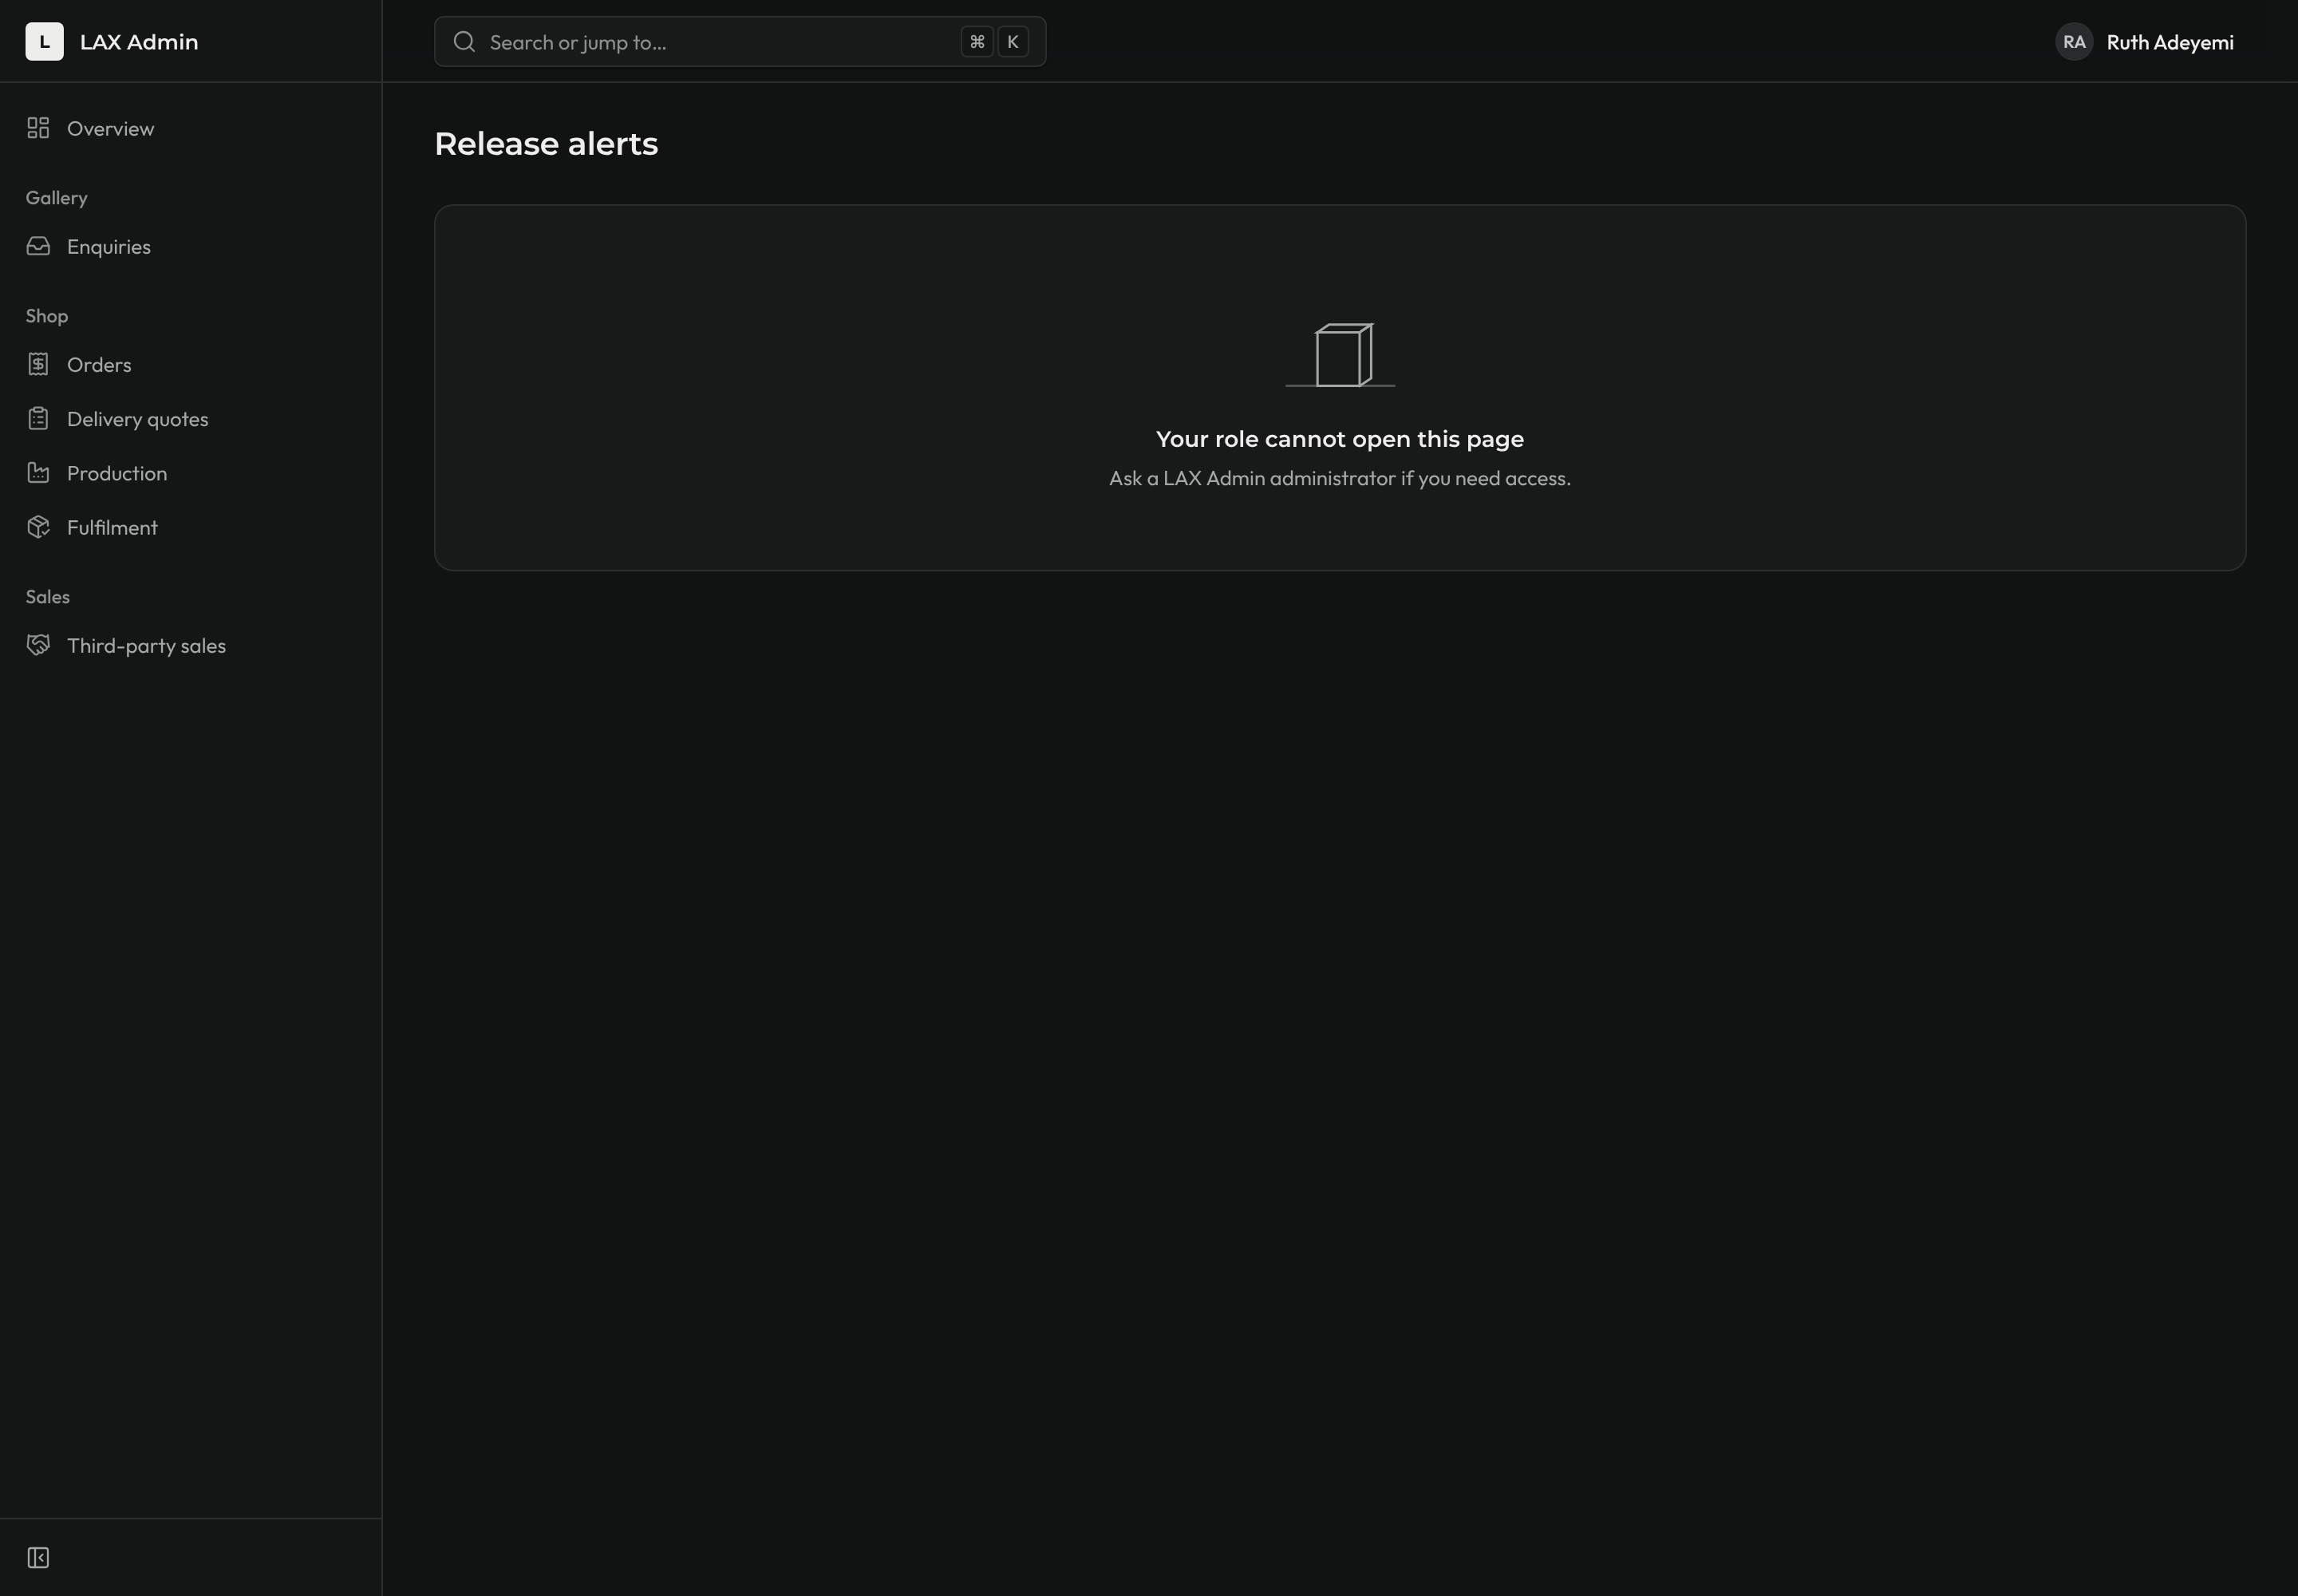 L LAX Admin
Search or jump to...
⌘ K
RA Ruth Adeyemi
Overview
Gallery
Enquiries
Shop
Orders
Delivery quotes
Production
Fulfilment
Sales
Third-party sales
Release alerts
Your role cannot open this page
Ask a LAX Admin administrator if you need access.